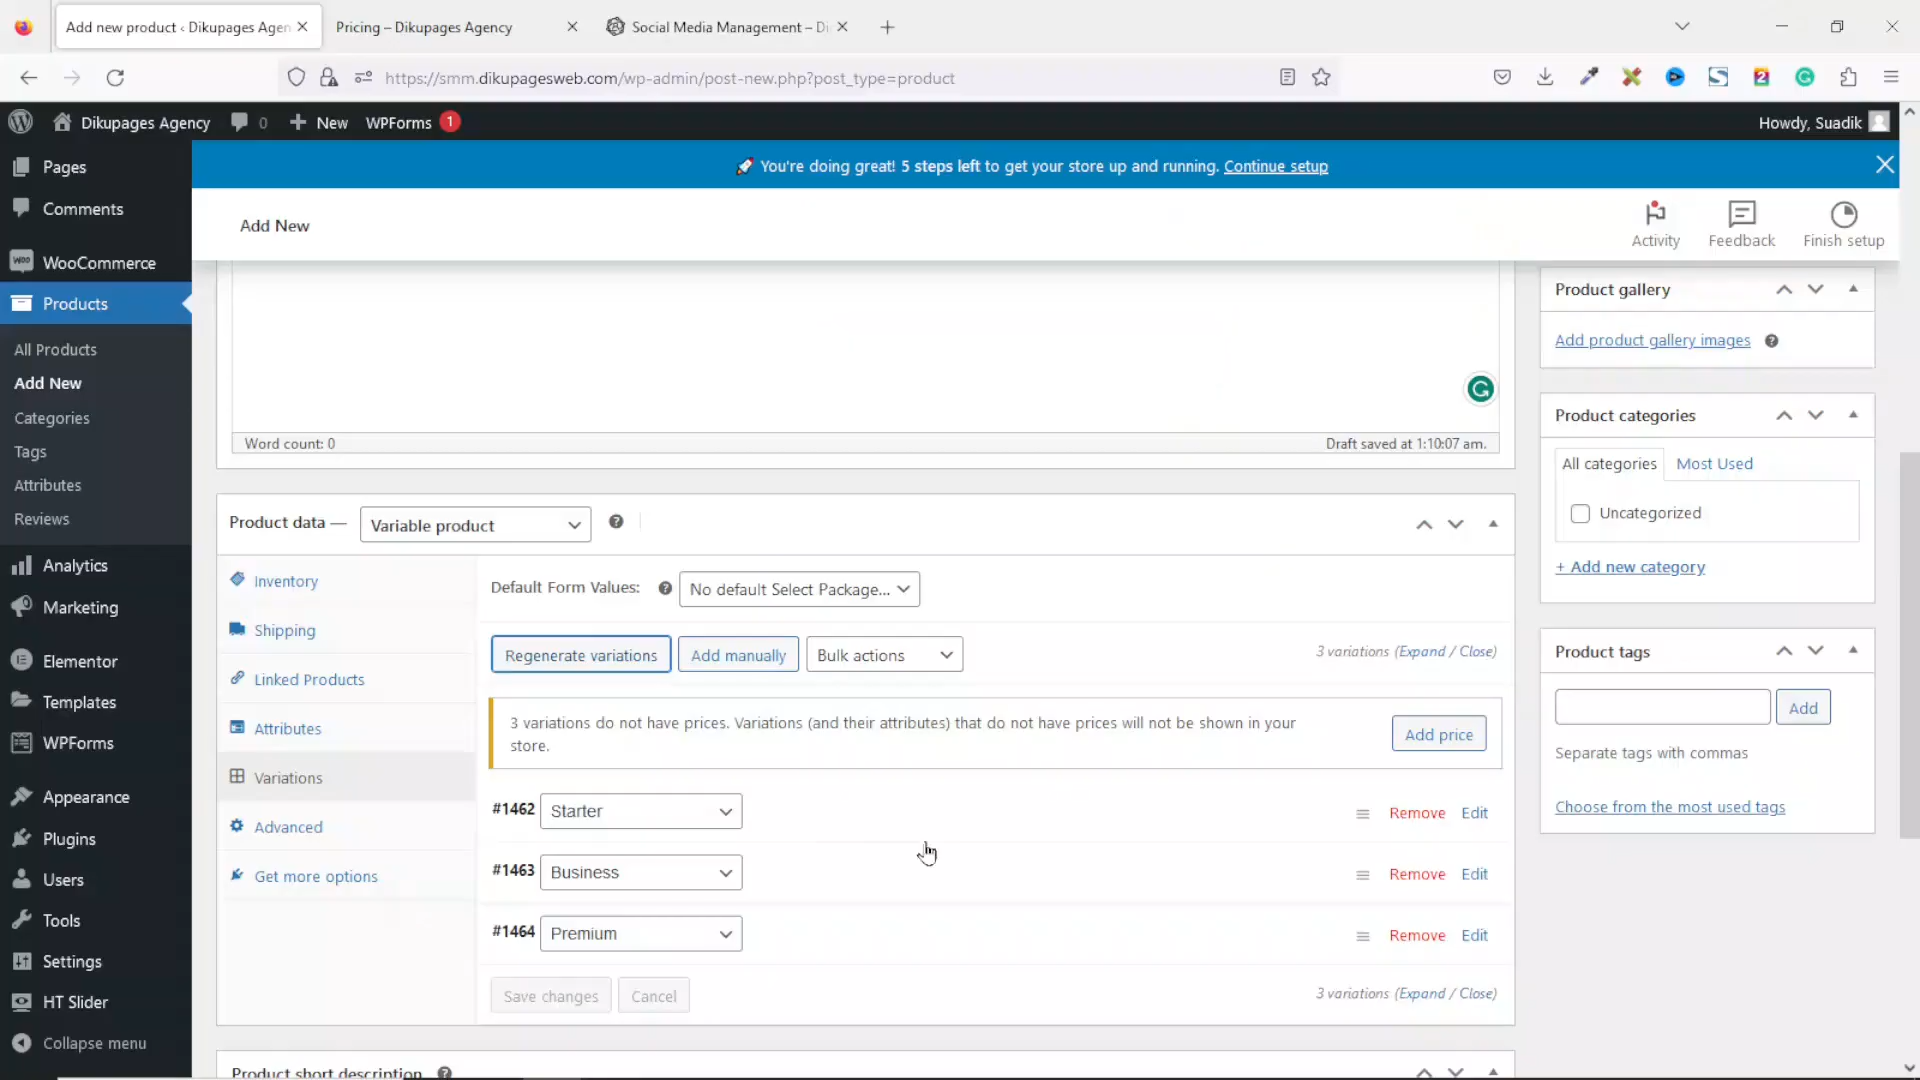 Add new product ‹ Dikupages Agen
Pricing – Dikupages Agency
Social Media Management – Di
https://smm.dikupagesweb.com/wp-admin/post-new.php?post_type=product
Dikupages Agency
0
New
WPForms
1
Howdy, Suadik
Pages
Comments
WooCommerce
Products
All Products
Add New
Categories
Tags
Attributes
Reviews
Analytics
Marketing
Elementor
Templates
WPForms
Appearance
Plugins
Users
Tools
Settings
HT Slider
Collapse menu
🚀 You're doing great! 5 steps left to get your store up and running. Continue setup
Add New
Activity
Feedback
Finish setup
Word count: 0
Draft saved at 1:10:07 am.
Product data —
Variable product
Inventory
Shipping
Linked Products
Attributes
Variations
Advanced
Get more options
Default Form Values:
No default Select Package...
Regenerate variations
Add manually
Bulk actions
3 variations (Expand / Close)
3 variations do not have prices. Variations (and their attributes) that do not have prices will not be shown in your
store.
Add price
#1462 Starter Remove Edit
#1463 Business Remove Edit
#1464 Premium Remove Edit
Save changes
Cancel
3 variations (Expand / Close)
Product short description
Product gallery
Add product gallery images
Product categories
All categories
Most Used
Uncategorized
+ Add new category
Product tags
Add
Separate tags with commas
Choose from the most used tags